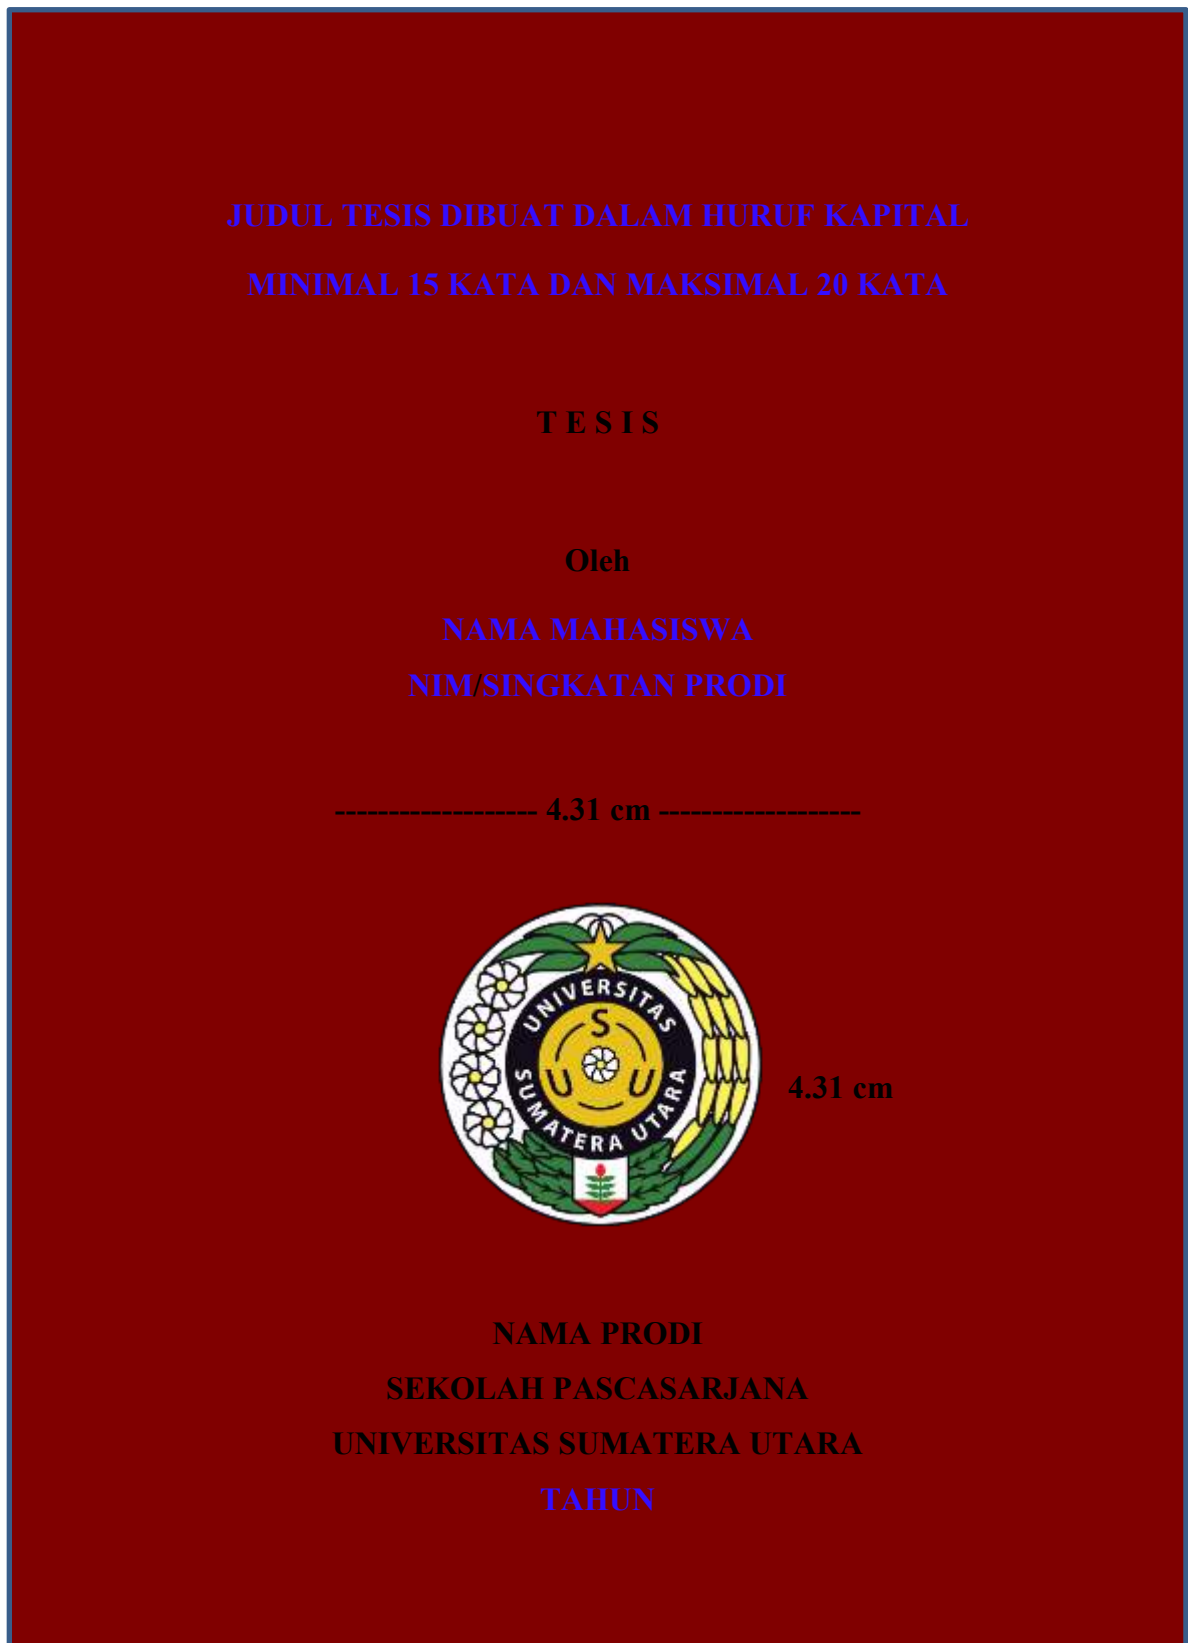 JUDUL TESIS DIBUAT DALAM HURUF KAPITAL
MINIMAL 15 KATA DAN MAKSIMAL 20 KATA
T E S I S
Oleh
NAMA MAHASISWA
NIM/SINGKATAN PRODI
------------------- 4.31 cm -------------------
UNIVERSITAS
SUMATERA UTARA
S
U U
4.31 cm
NAMA PRODI
SEKOLAH PASCASARJANA
UNIVERSITAS SUMATERA UTARA
TAHUN